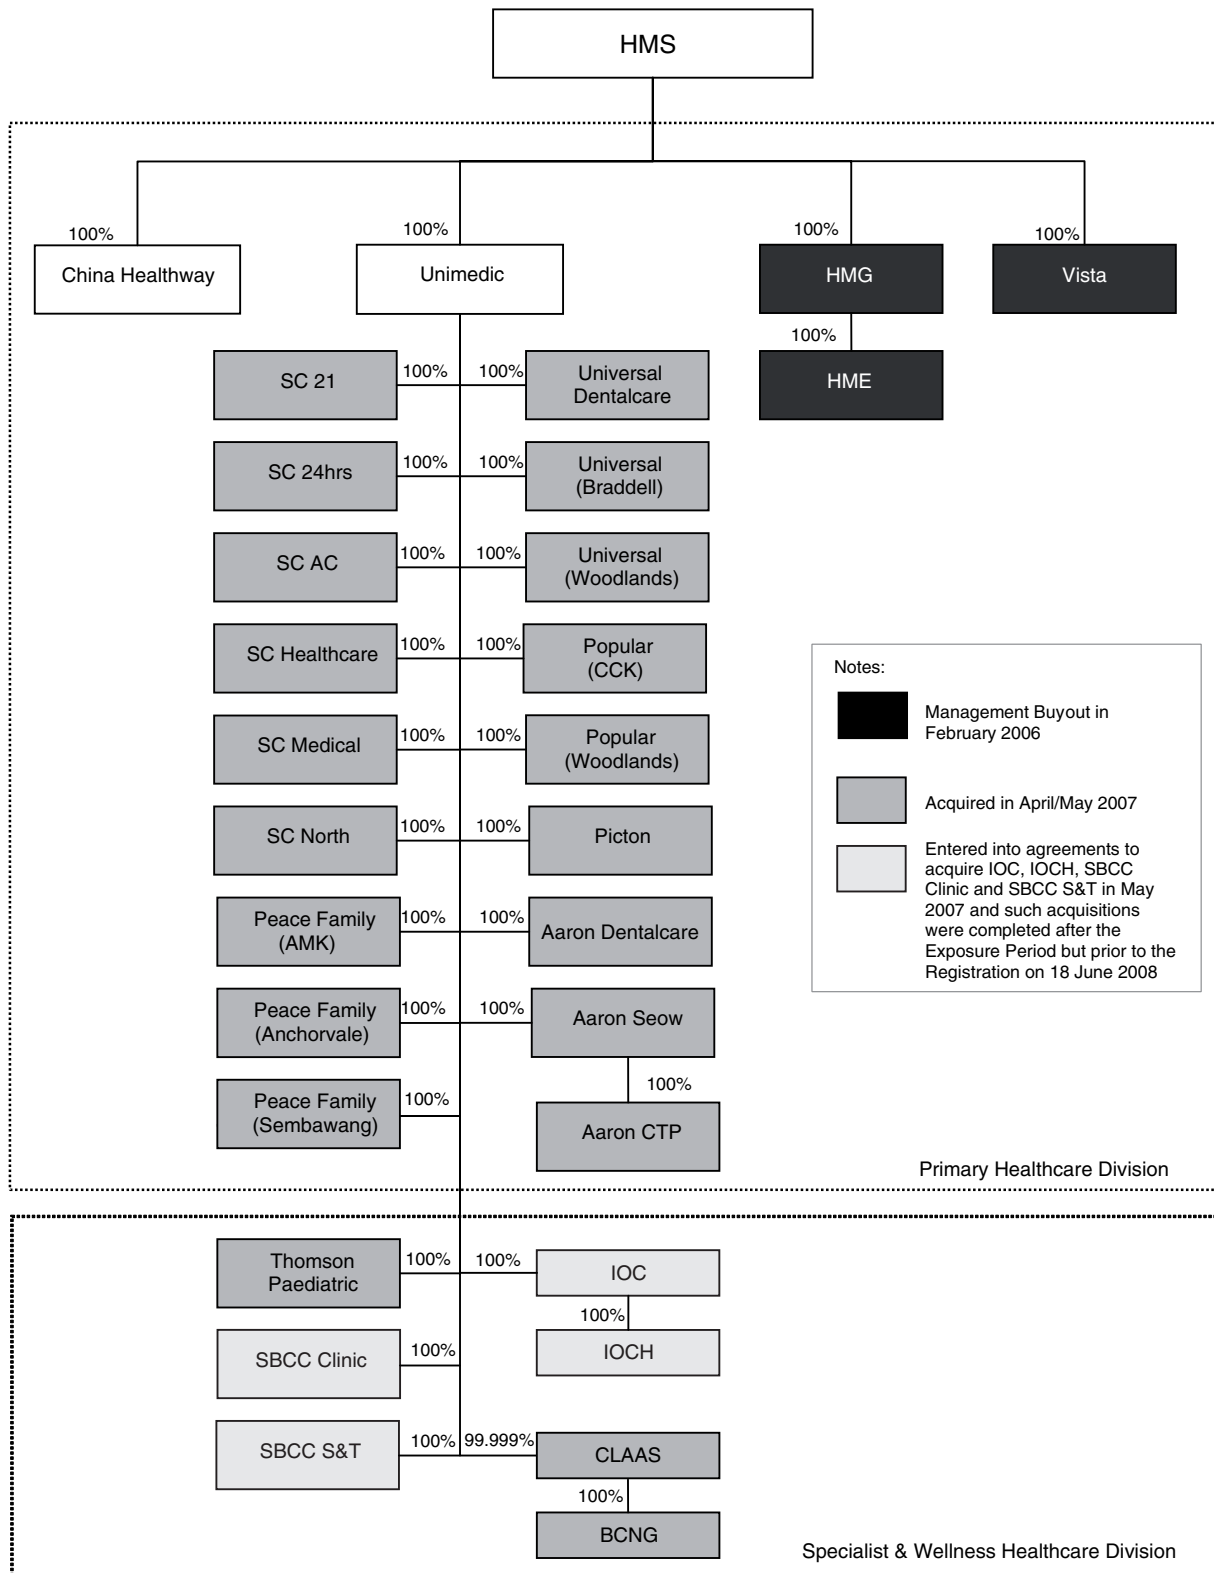 HMS
100%
100%
100%
100%
China Healthway
Unimedic
HMG
Vista
100%
HME
SC 21
100%
100%
Universal
Dentalcare
SC 24hrs
100%
100%
Universal
(Braddell)
SC AC
100%
100%
Universal
(Woodlands)
SC Healthcare
100%
100%
Popular
(CCK)
SC Medical
100%
100%
Popular
(Woodlands)
SC North
100%
100%
Picton
Peace Family
(AMK)
100%
100%
Aaron Dentalcare
Peace Family
(Anchorvale)
100%
100%
Aaron Seow
100%
Peace Family
(Sembawang)
100%
Aaron CTP
Notes:
Management Buyout in
February 2006
Acquired in April/May 2007
Entered into agreements to
acquire IOC, IOCH, SBCC
Clinic and SBCC S&T in May
2007 and such acquisitions
were completed after the
Exposure Period but prior to the
Registration on 18 June 2008
Primary Healthcare Division
Thomson
Paediatric
100%
100%
IOC
100%
IOCH
SBCC Clinic
100%
SBCC S&T
100%
99.999%
CLAAS
100%
BCNG
Specialist & Wellness Healthcare Division